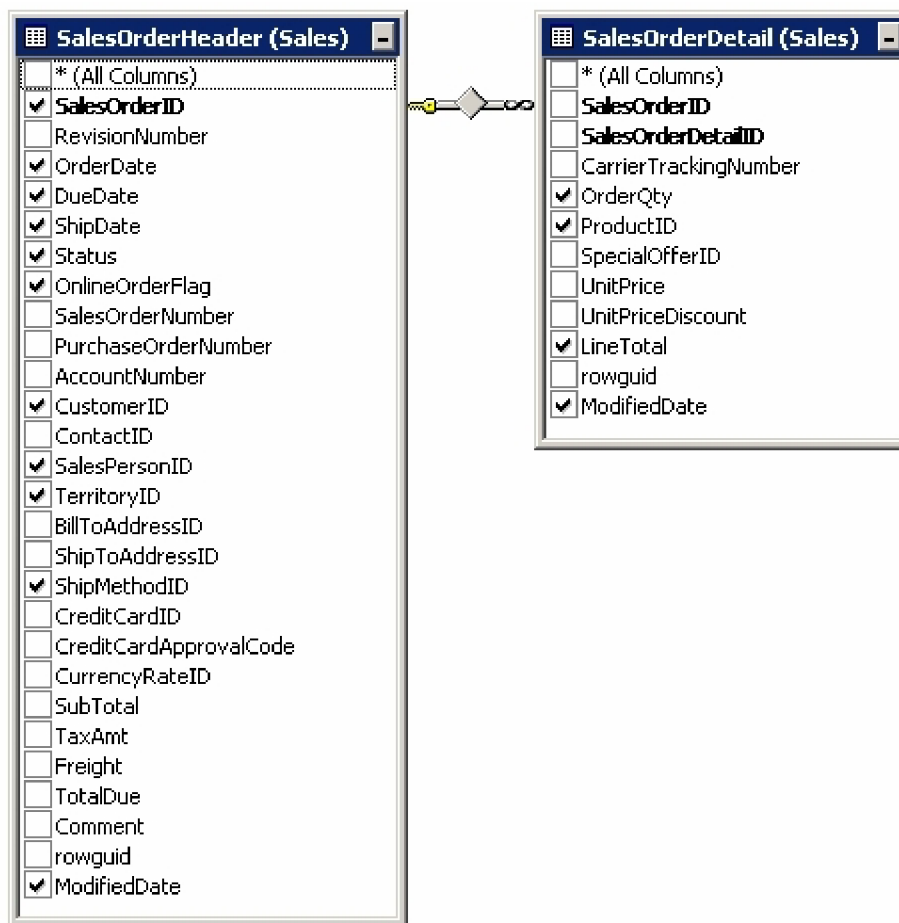 SalesOrderHeader (Sales)
* (All Columns)
SalesOrderID
RevisionNumber
OrderDate
DueDate
ShipDate
Status
OnlineOrderFlag
SalesOrderNumber
PurchaseOrderNumber
AccountNumber
CustomerID
ContactID
SalesPersonID
TerritoryID
BillToAddressID
ShipToAddressID
ShipMethodID
CreditCardID
CreditCardApprovalCode
CurrencyRateID
SubTotal
TaxAmt
Freight
TotalDue
Comment
rowguid
ModifiedDate
SalesOrderDetail (Sales)
* (All Columns)
SalesOrderID
SalesOrderDetailID
CarrierTrackingNumber
OrderQty
ProductID
SpecialOfferID
UnitPrice
UnitPriceDiscount
LineTotal
rowguid
ModifiedDate